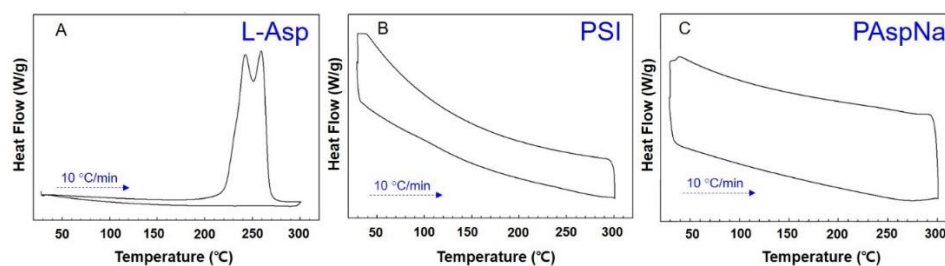 A
L-Asp
Heat Flow (W/g)
10 °C/min
50 100 150 200 250 300
Temperature (℃)
B
PSI
Heat Flow (W/g)
10 °C/min
50 100 150 200 250 300
Temperature (℃)
C
PAspNa
Heat Flow (W/g)
10 °C/min
50 100 150 200 250 300
Temperature (℃)